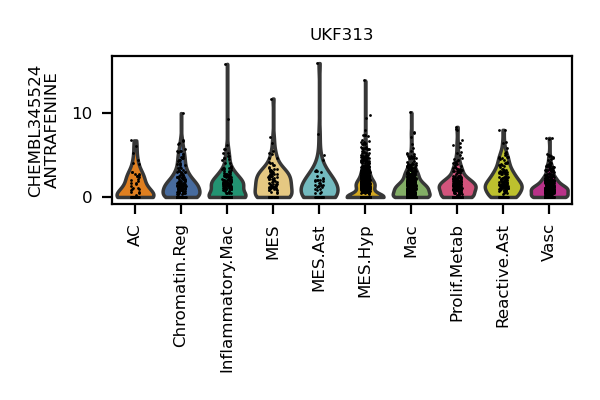 UKF313
CHEMBL345524
ANTRAFENINE
10
0
AC
Chromatin.Reg
Inflammatory.Mac
MES
MES.Ast
MES.Hyp
Mac
Prolif.Metab
Reactive.Ast
Vasc